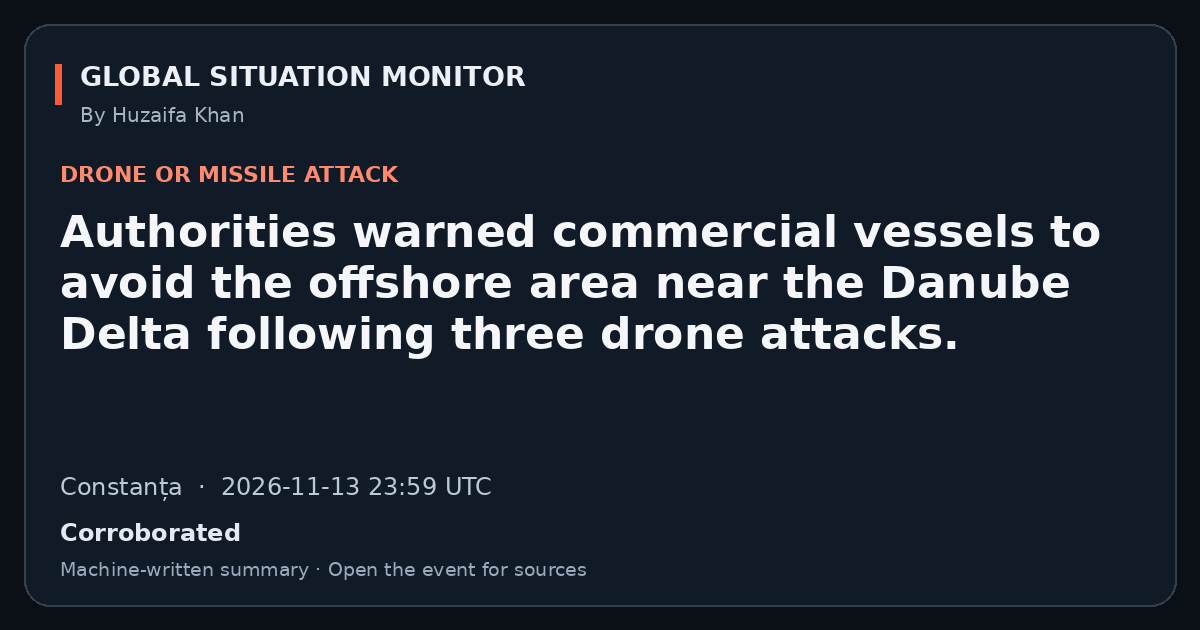 GLOBAL SITUATION MONITOR
By Huzaifa Khan
DRONE OR MISSILE ATTACK
Authorities warned commercial vessels to
avoid the offshore area near the Danube
Delta following three drone attacks.
Constanța · 2026-11-13 23:59 UTC
Corroborated
Machine-written summary · Open the event for sources